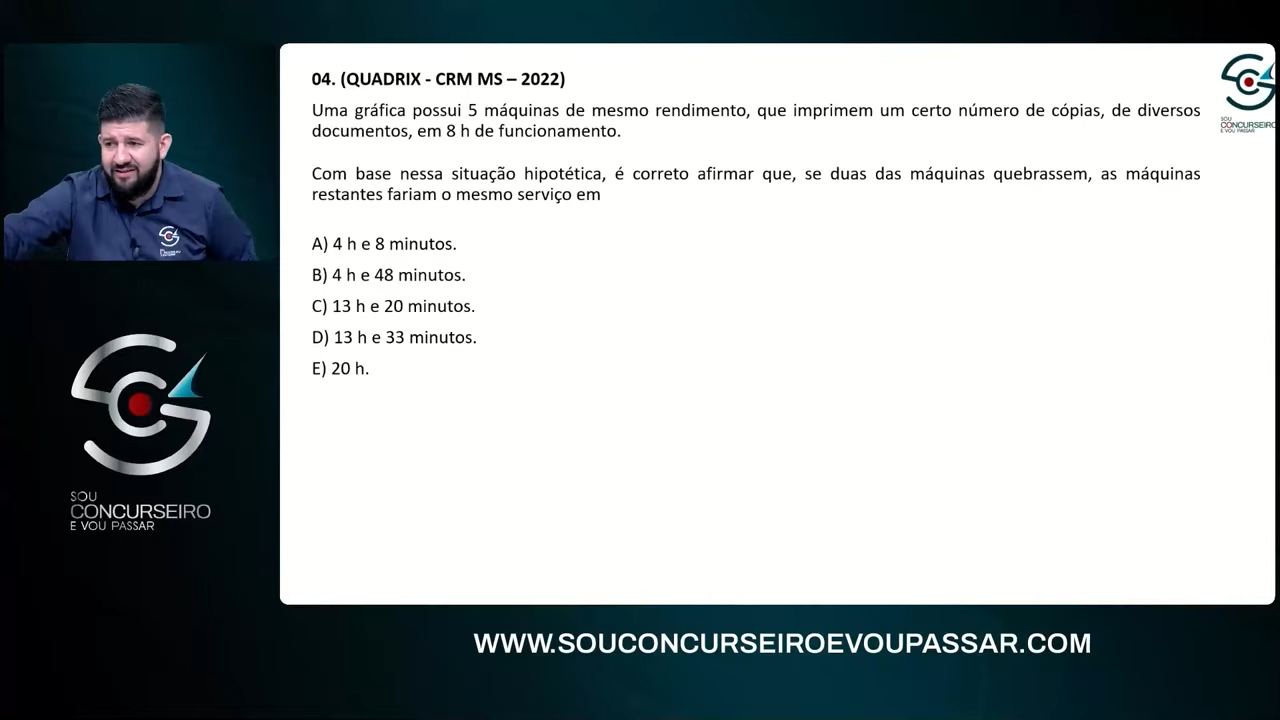 04. (QUADRIX - CRM MS – 2022)
Uma gráfica possui 5 máquinas de mesmo rendimento, que imprimem um certo número de cópias, de diversos
documentos, em 8 h de funcionamento.
Com base nessa situação hipotética, é correto afirmar que, se duas das máquinas quebrassem, as máquinas
restantes fariam o mesmo serviço em
A) 4 h e 8 minutos.
B) 4 h e 48 minutos.
C) 13 h e 20 minutos.
D) 13 h e 33 minutos.
E) 20 h.
SOU
CONCURSEIRO
E VOU PASSAR
SOU
CONCURSEIRO
E VOU PASSAR
WWW.SOUCONCURSEIROEVOUPASSAR.COM